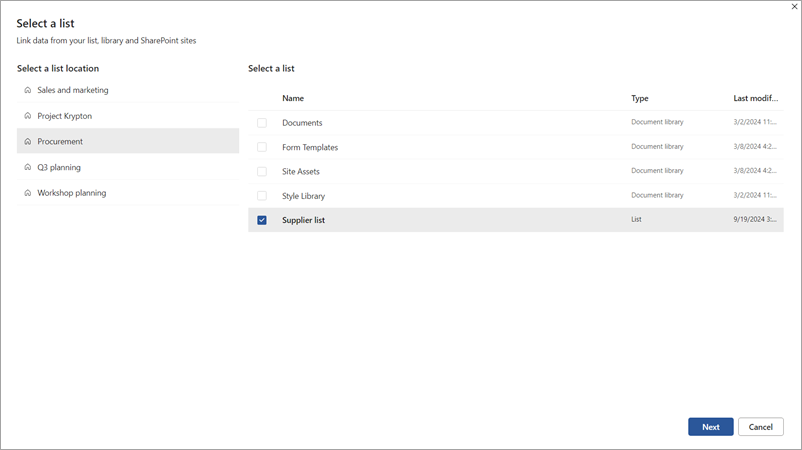 Select a list
Link data from your list, library and SharePoint sites
Select a list location
Sales and marketing
Project Krypton
Procurement
Q3 planning
Workshop planning
Select a list
Name Type Last modif...
Documents Document library 3/2/2024 11:...
Form Templates Document library 3/8/2024 4:2...
Site Assets Document library 3/8/2024 4:2...
Style Library Document library 3/2/2024 11:...
Supplier list List 9/19/2024 3:...
Next Cancel